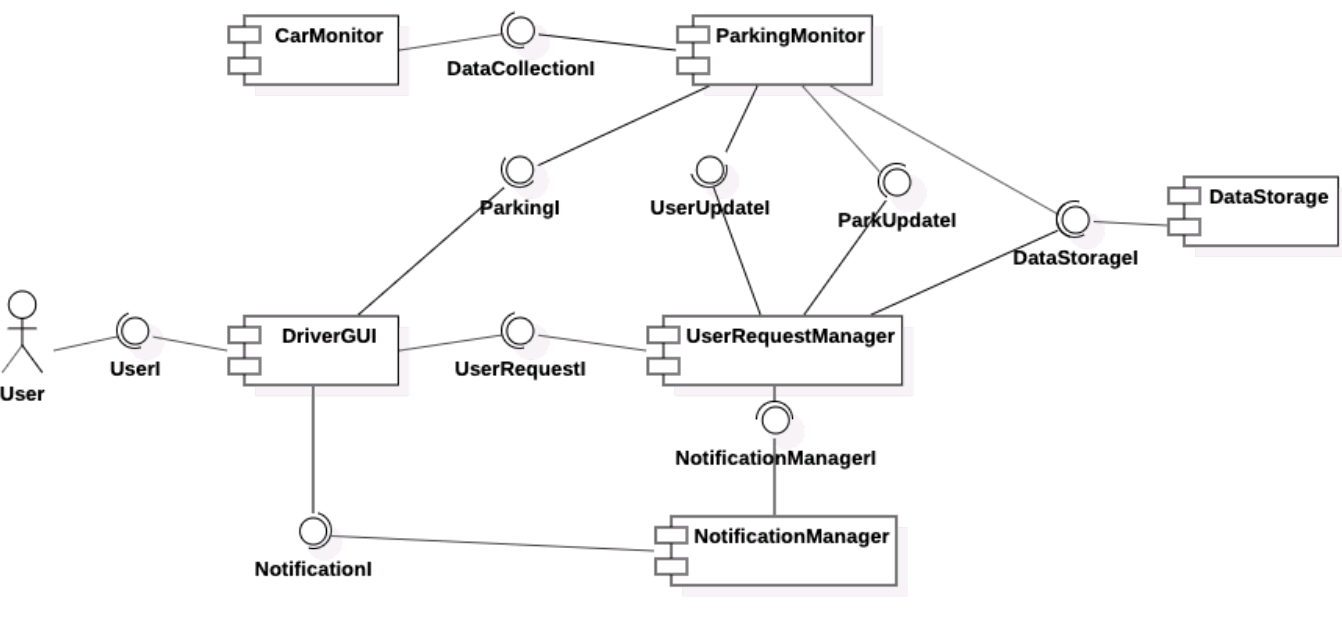 CarMonitor
ParkingMonitor
DataCollectionI
ParkingI
UserUpdateI
ParkUpdateI
DataStorage
DataStorageI
DriverGUI
UserRequestManager
UserI
UserRequestI
User
NotificationManagerI
NotificationManager
NotificationI